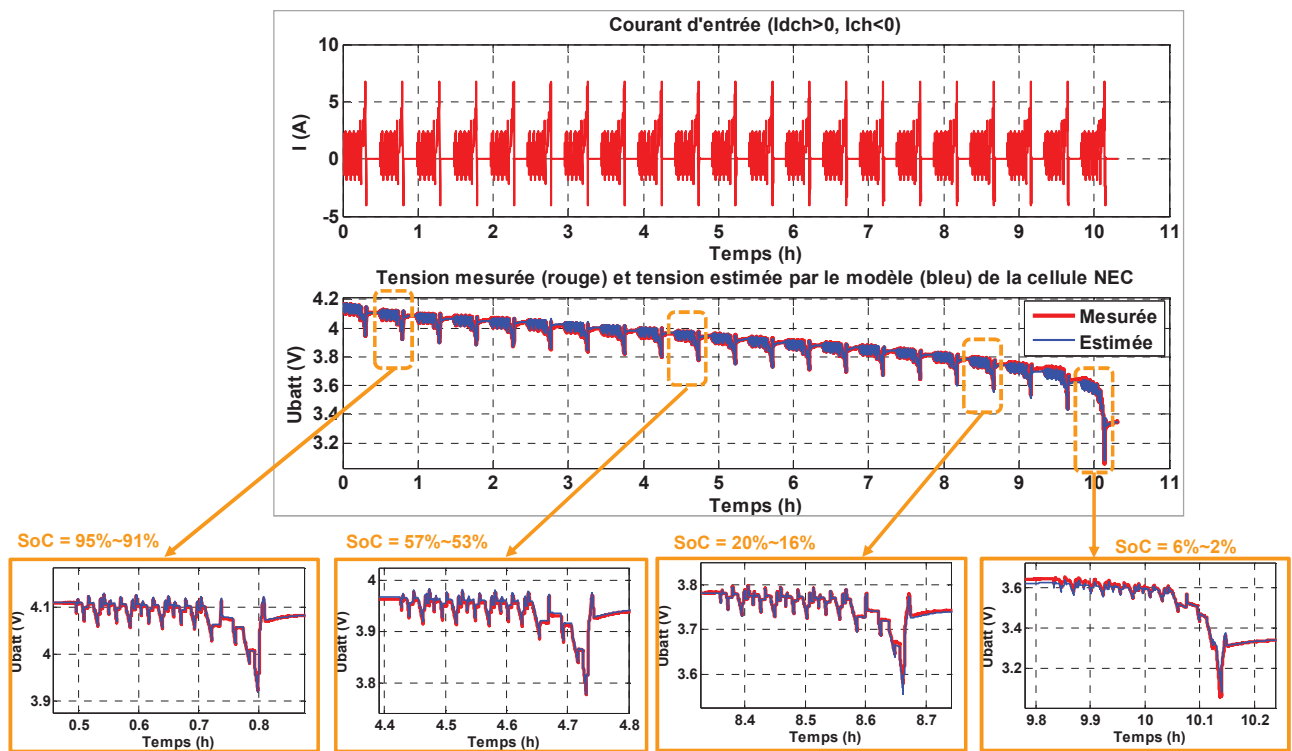 Courant d'entrée (Idch>0, Ich<0)
10
5
0
-5
I (A)
0 1 2 3 4 5 6 7 8 9 10 11
Temps (h)
Tension mesurée (rouge) et tension estimée par le modèle (bleu) de la cellule NEC
4.2
4
3.8
3.6
3.4
3.2
Ubatt (V)
Mesurée
Estimée
0 1 2 3 4 5 6 7 8 9 10 11
Temps (h)
SoC = 95%~91%
4.1
4
3.9
Ubatt (V)
0.5 0.6 0.7 0.8
Temps (h)
SoC = 57%~53%
4
3.9
3.8
Ubatt (V)
4.4 4.5 4.6 4.7 4.8
Temps (h)
SoC = 20%~16%
3.8
3.7
3.6
Ubatt (V)
8.4 8.5 8.6 8.7
Temps (h)
SoC = 6%~2%
3.6
3.4
3.2
Ubatt (V)
9.8 9.9 10 10.1 10.2
Temps (h)